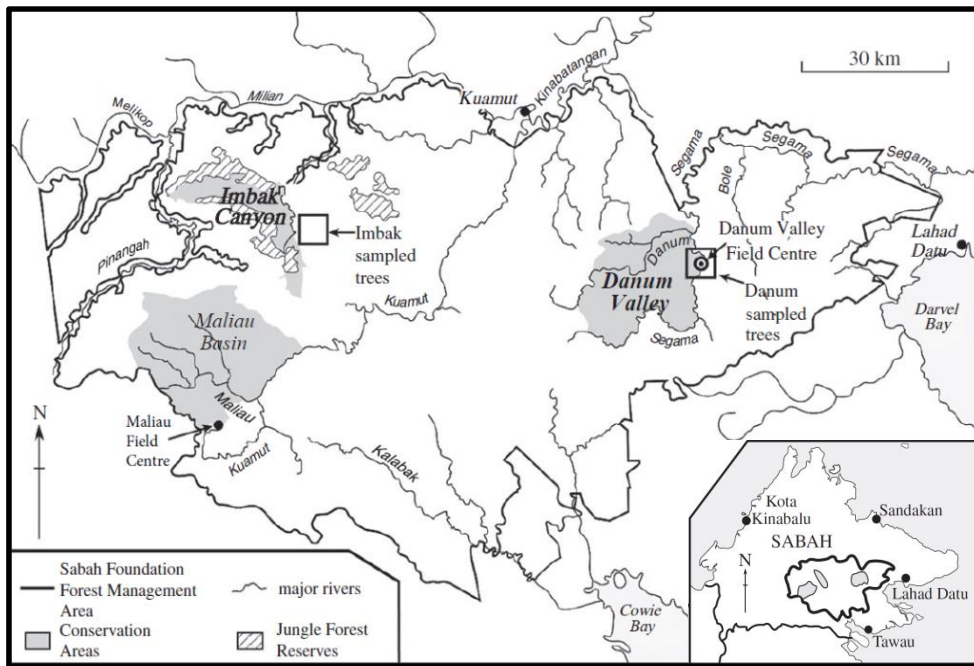 30 km
Melikop
Milian
Kuamut
Kinabatangan
Segama
Segama
Segama
Bole
Imbak
Canyon
Imbak
sampled
trees
Danum
Danum Valley
Field Centre
Lahad
Datu
Pinangah
Kuamut
Danum
Valley
Danum
sampled
trees
Segama
Darvel
Bay
Maliau
Basin
N
Maliau
Field
Centre
Maliau
Kuamut
Kalabak
Cowie
Bay
Sabah Foundation
Forest Management
Area
major rivers
Conservation
Areas
Jungle Forest
Reserves
Kota
Kinabalu
Sandakan
SABAH
N
Lahad Datu
Tawau